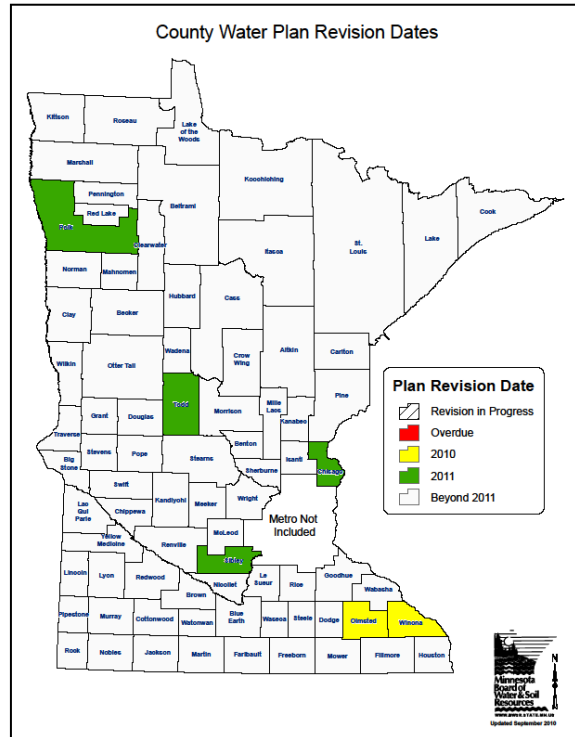 County Water Plan Revision Dates
Kittson
Roseau
Lake
of the
Woods
Marshall
Koochiching
Pennington
Red Lake
Beltrami
Polk
Clearwater
Cook
Itasca
St.
Louis
Lake
Norman
Mahnomen
Hubbard
Cass
Clay
Becker
Wadena
Crow
Wing
Aitkin
Carlton
Wilkin
Otter Tail
Todd
Morrison
Mille
Lacs
Kanabec
Pine
Grant
Douglas
Traverse
Big
Stone
Stevens
Pope
Stearns
Benton
Sherburne
Isanti
Chisago
Swift
Kandiyohi
Meeker
Wright
Lac
Qui
Parle
Chippewa
Yellow
Medicine
Renville
McLeod
Sibley
Metro Not
Included
Lincoln
Lyon
Redwood
Brown
Nicollet
Le
Sueur
Rice
Goodhue
Wabasha
Pipestone
Murray
Cottonwood
Watonwan
Blue
Earth
Waseca
Steele
Dodge
Olmsted
Winona
Rock
Nobles
Jackson
Martin
Faribault
Freeborn
Mower
Fillmore
Houston
Plan Revision Date
Revision in Progress
Overdue
2010
2011
Beyond 2011
Minnesota
Board of
Water & Soil
Resources
WWW.BWSR.STATE.MN.US
Updated September 2010
N